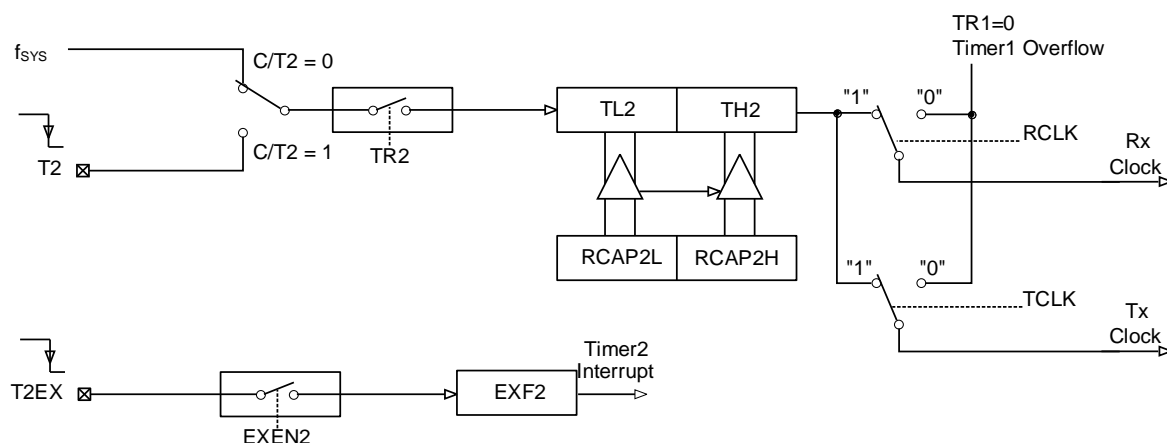 TR1=0
Timer1 Overflow
fSYS
C/T2 = 0
TL2
TH2
"1"
"0"
RCLK
Rx
Clock
T2
C/T2 = 1
TR2
RCAP2L
RCAP2H
"1"
"0"
TCLK
Tx
Clock
T2EX
EXEN2
EXF2
Timer2
Interrupt